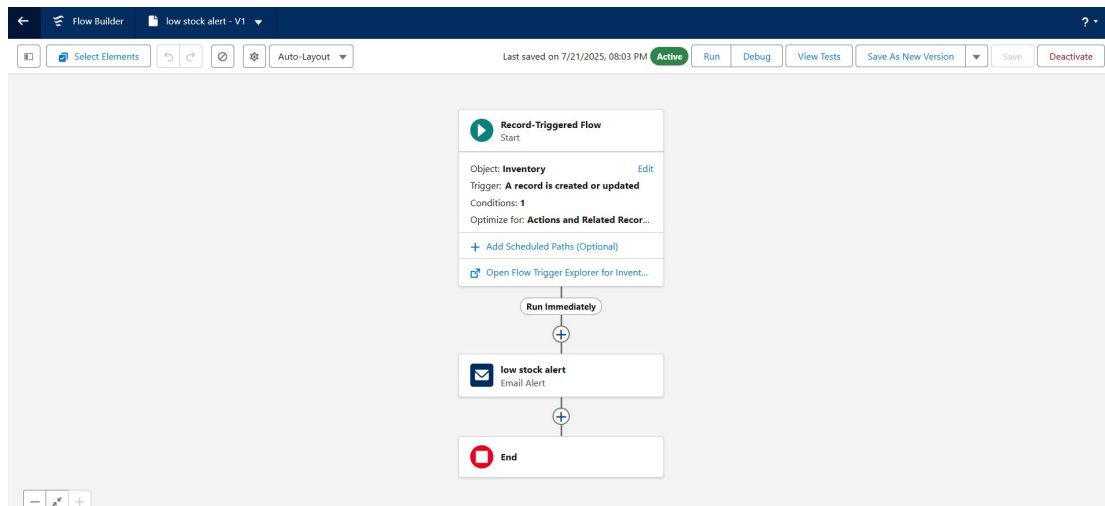 Flow Builder low stock alert - V1 ?
Select Elements Auto-Layout Last saved on 7/21/2025, 08:03 PM Active Run Debug View Tests Save As New Version Save Deactivate
Record-Triggered Flow
Start
Object: Inventory Edit
Trigger: A record is created or updated
Conditions: 1
Optimize for: Actions and Related Recor...
+ Add Scheduled Paths (Optional)
Open Flow Trigger Explorer for Invent...
Run Immediately
low stock alert
Email Alert
End